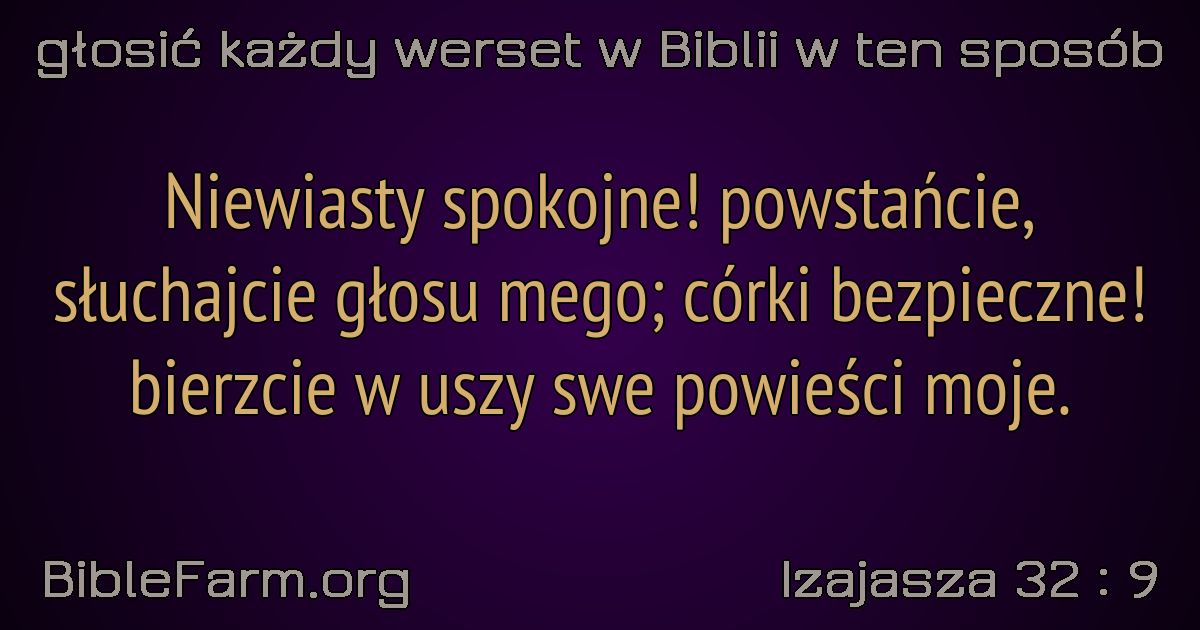 głosić każdy werset w Biblii w ten sposób
Niewiasty spokojne! powstańcie,
słuchajcie głosu mego; córki bezpieczne!
bierzcie w uszy swe powieści moje.
BibleFarm.org
Izajasza 32 : 9